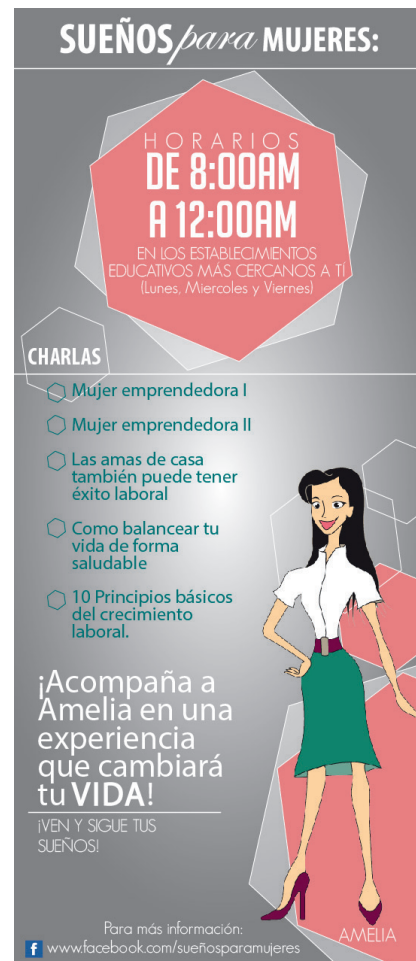 SUEÑOS para MUJERES:
HORARIOS
DE 8:00AM
A 12:00AM
EN LOS ESTABLECIMIENTOS
EDUCATIVOS MÁS CERCANOS A TÍ
(Lunes, Miercoles y Viernes)
CHARLAS
Mujer emprendedora I
Mujer emprendedora II
Las amas de casa
también puede tener
éxito laboral
Como balancear tu
vida de forma
saludable
10 Principios básicos
del crecimiento
laboral.
¡Acompaña a
Amelia en una
experiencia
que cambiará
tu VIDA!
¡VEN Y SIGUE TUS
SUEÑOS!
AMELIA
Para más información:
f www.facebook.com/sueñosparamujeres